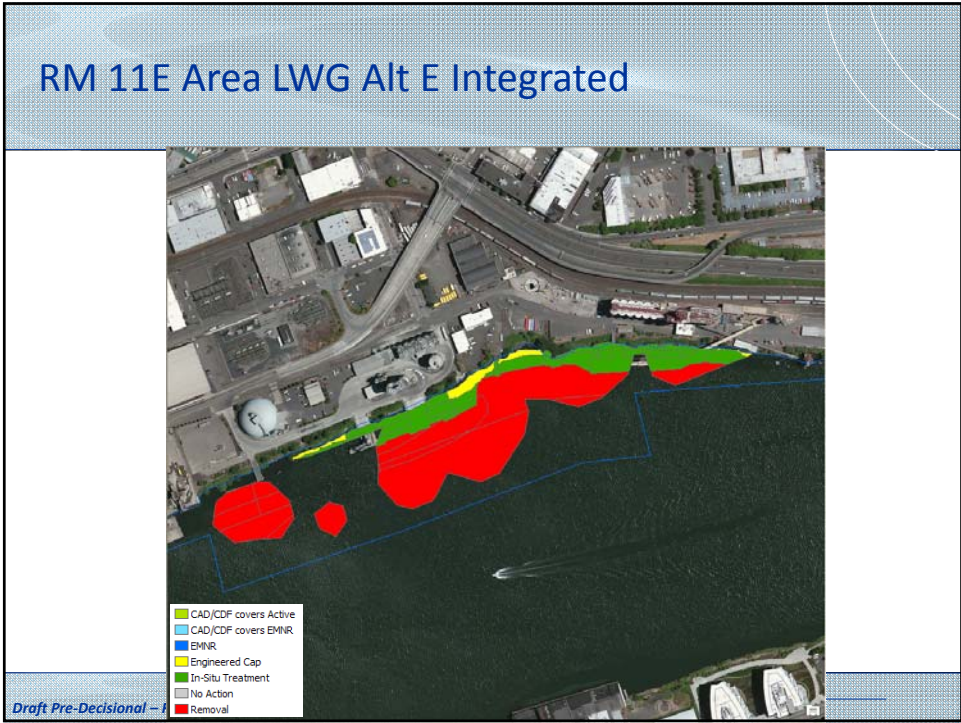 RM 11E Area LWG Alt E Integrated
CAD/CDF covers Active
CAD/CDF covers EMNR
EMNR
Engineered Cap
In-Situ Treatment
No Action
Removal
Draft Pre-Decisional –